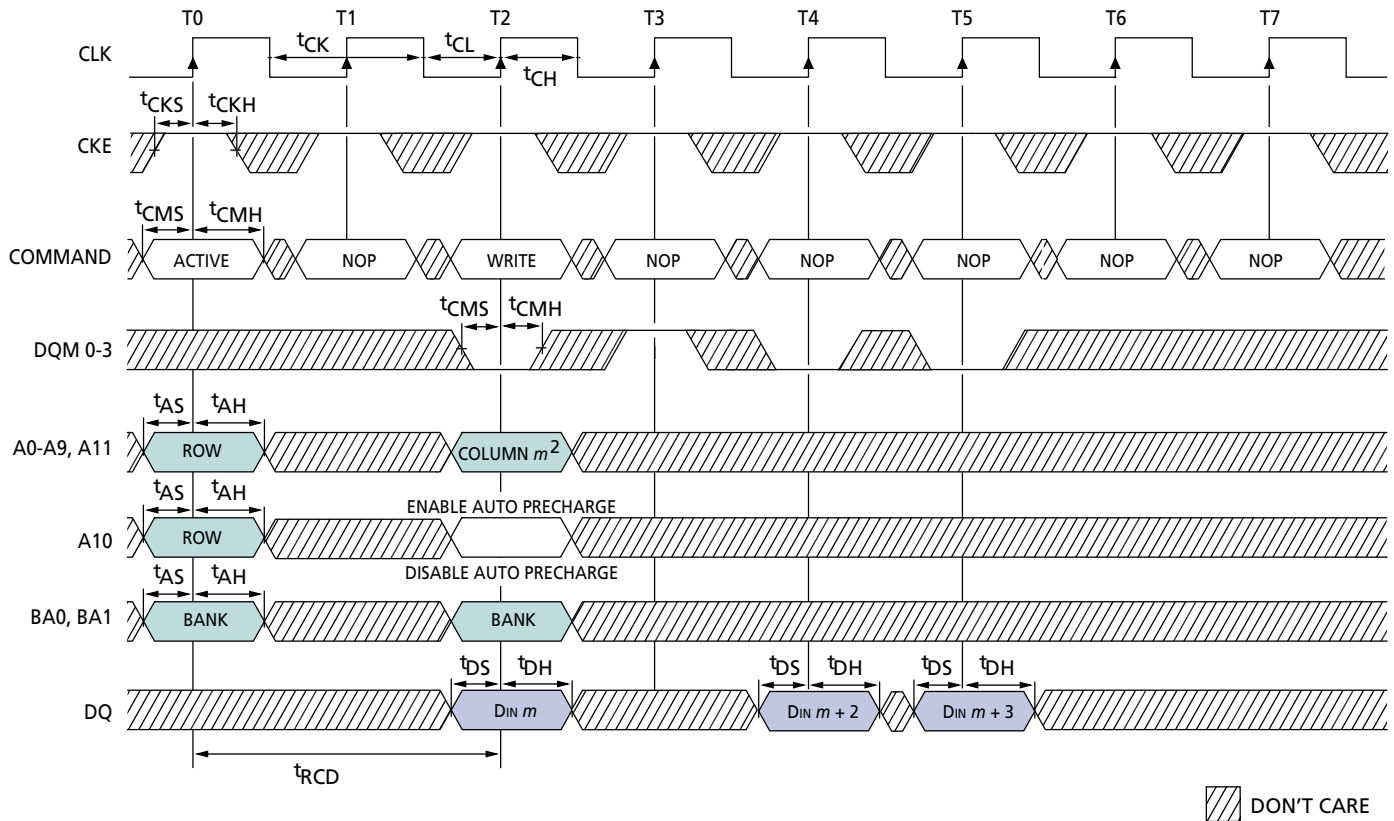 T0 T1 T2 T3 T4 T5 T6 T7
CLK
tCK tCL
tCH
tCKS tCKH
CKE
tCMS tCMH
COMMAND ACTIVE NOP WRITE NOP NOP NOP NOP NOP
tCMS tCMH
DQM 0-3
tAS tAH
A0-A9, A11 ROW COLUMN m2
tAS tAH ENABLE AUTO PRECHARGE
A10 ROW
tAS tAH DISABLE AUTO PRECHARGE
BA0, BA1 BANK BANK
tDS tDH tDS tDH tDS tDH
DQ DIN m DIN m + 2 DIN m + 3
tRCD
DON'T CARE